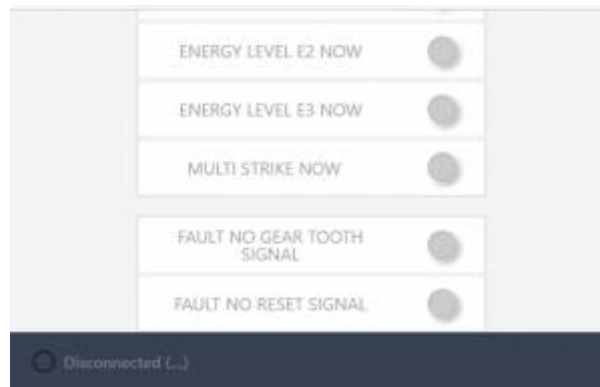 ENERGY LEVEL E2 NOW
ENERGY LEVEL E3 NOW
MULTI STRIKE NOW
FAULT NO GEAR TOOTH
SIGNAL
FAULT NO RESET SIGNAL
Disconnected (...)